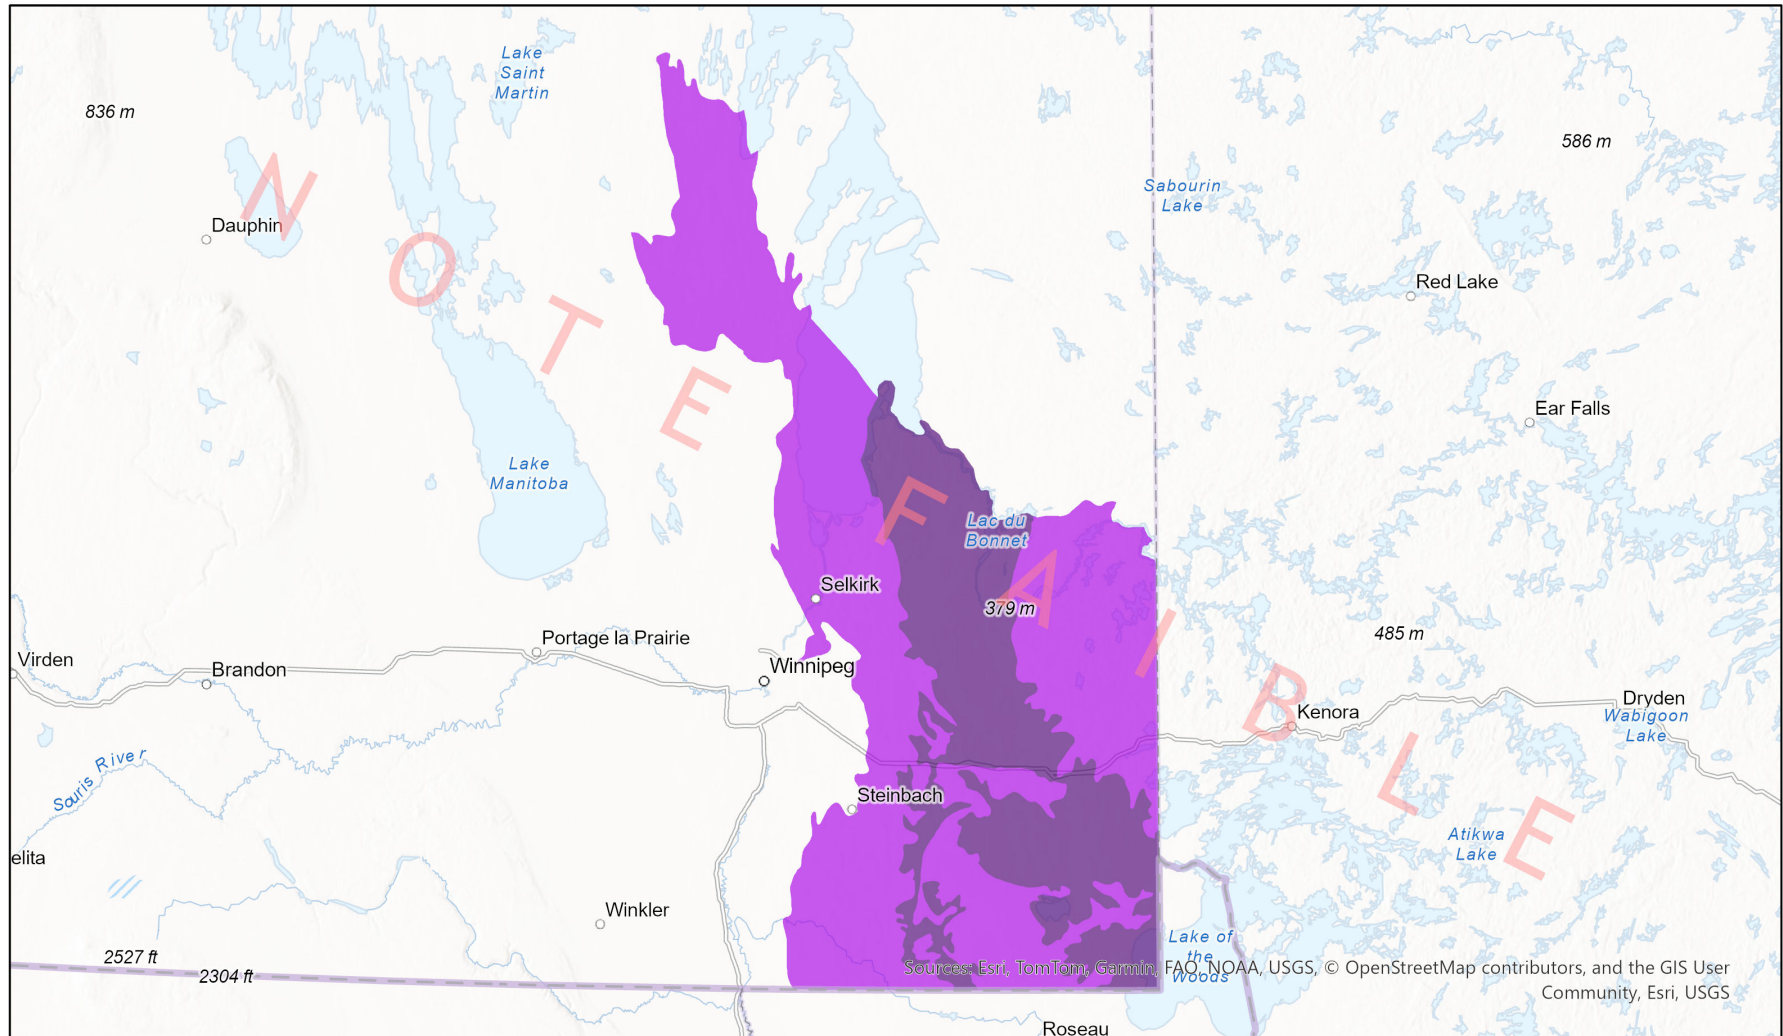 Lake
Saint
Martin
836 m
586 m
Sabourin
Lake
Dauphin
Red Lake
Ear Falls
Lake
Manitoba
Lac du
Bonnet
Selkirk
379 m
485 m
Portage la Prairie
Virden
Brandon
Winnipeg
Kenora
Dryden
Wabigoon
Lake
Souris River
Steinbach
Atikwa
Lake
elita
Winkler
2527 ft
2304 ft
Lake of
the
Woods
Sources: Esri, TomTom, Garmin, FAO, NOAA, USGS, © OpenStreetMap contributors, and the GIS User
Community, Esri, USGS
Roseau
NOTE FAIBLE